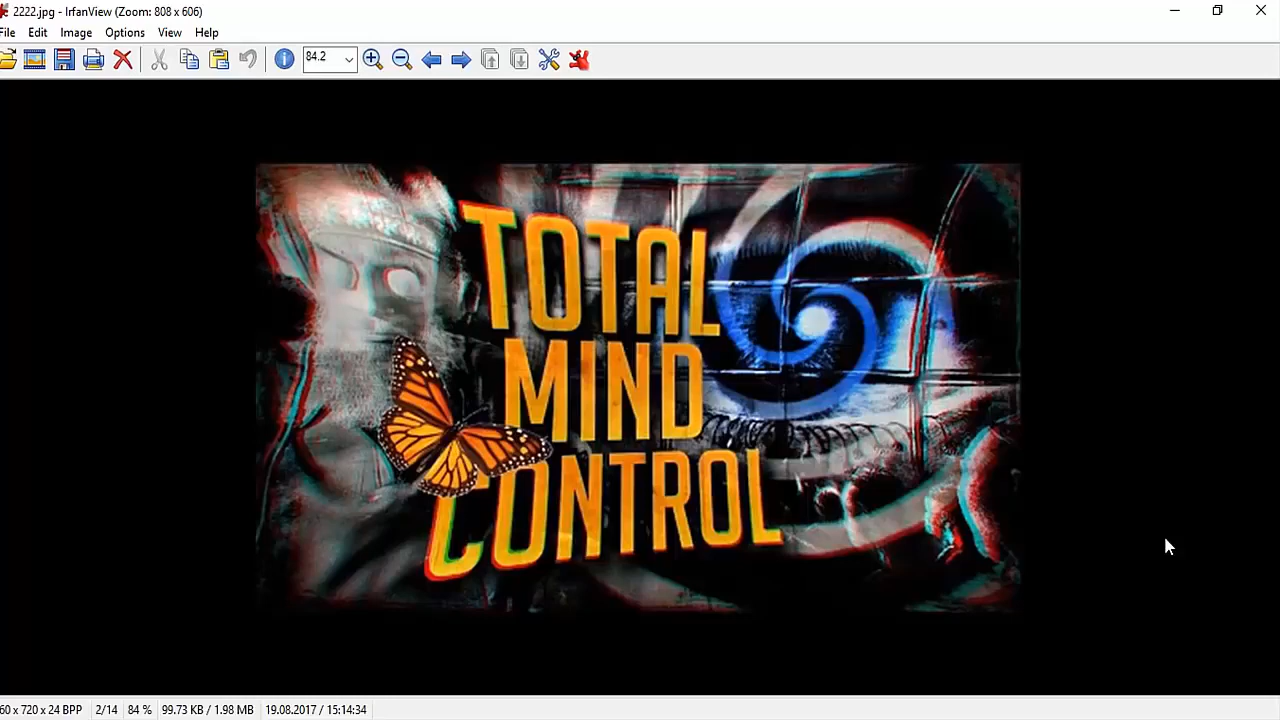 2222.jpg - IrfanView (Zoom: 808 x 606)
File Edit Image Options View Help
84.2
TOTAL
MIND
CONTROL
60 x 720 x 24 BPP 2/14 84 % 99.73 KB / 1.98 MB 19.08.2017 / 15:14:34